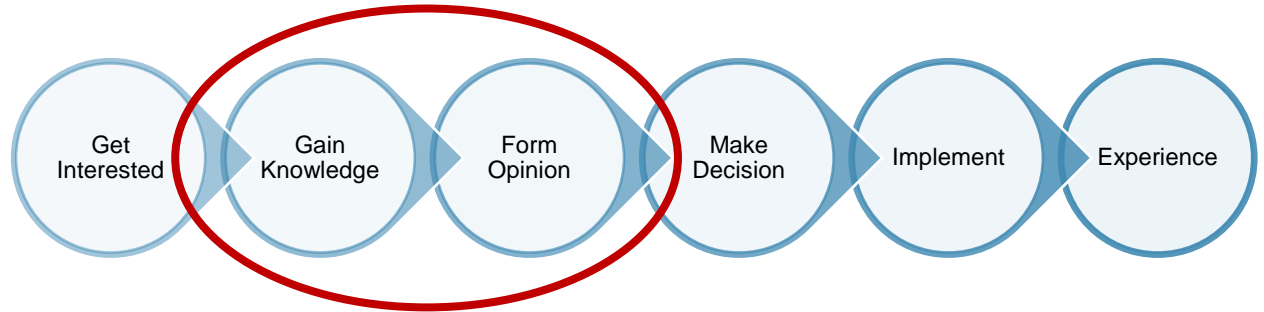 Get
Interested
Gain
Knowledge
Form
Opinion
Make
Decision
Implement
Experience